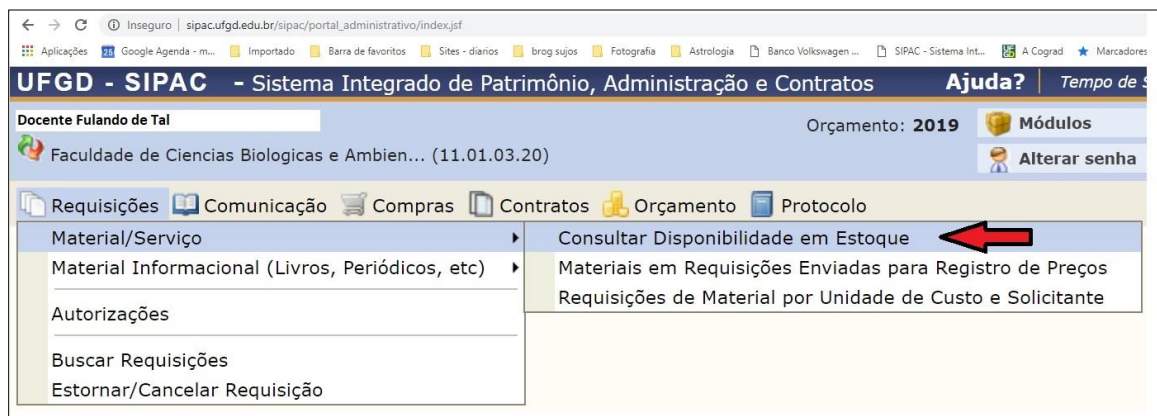 Inseguro | sipac.ufgd.edu.br/sipac/portal_administrativo/index.jsf
Aplicações 25 Google Agenda - m... Importado Barra de favoritos Sites - diarios brog sujos Fotografia Astrologia Banco Volkswagen ... SIPAC - Sistema Int... A Cograd Marcadores
UFGD - SIPAC - Sistema Integrado de Patrimônio, Administração e Contratos Ajuda? | Tempo de S
Docente Fulando de Tal Orçamento: 2019 Módulos
Faculdade de Ciencias Biologicas e Ambien... (11.01.03.20) Alterar senha
Requisições Comunicação Compras Contratos Orçamento Protocolo
Material/Serviço Consultar Disponibilidade em Estoque
Material Informacional (Livros, Periódicos, etc) Materiais em Requisições Enviadas para Registro de Preços
Requisições de Material por Unidade de Custo e Solicitante
Autorizações
Buscar Requisições
Estornar/Cancelar Requisição